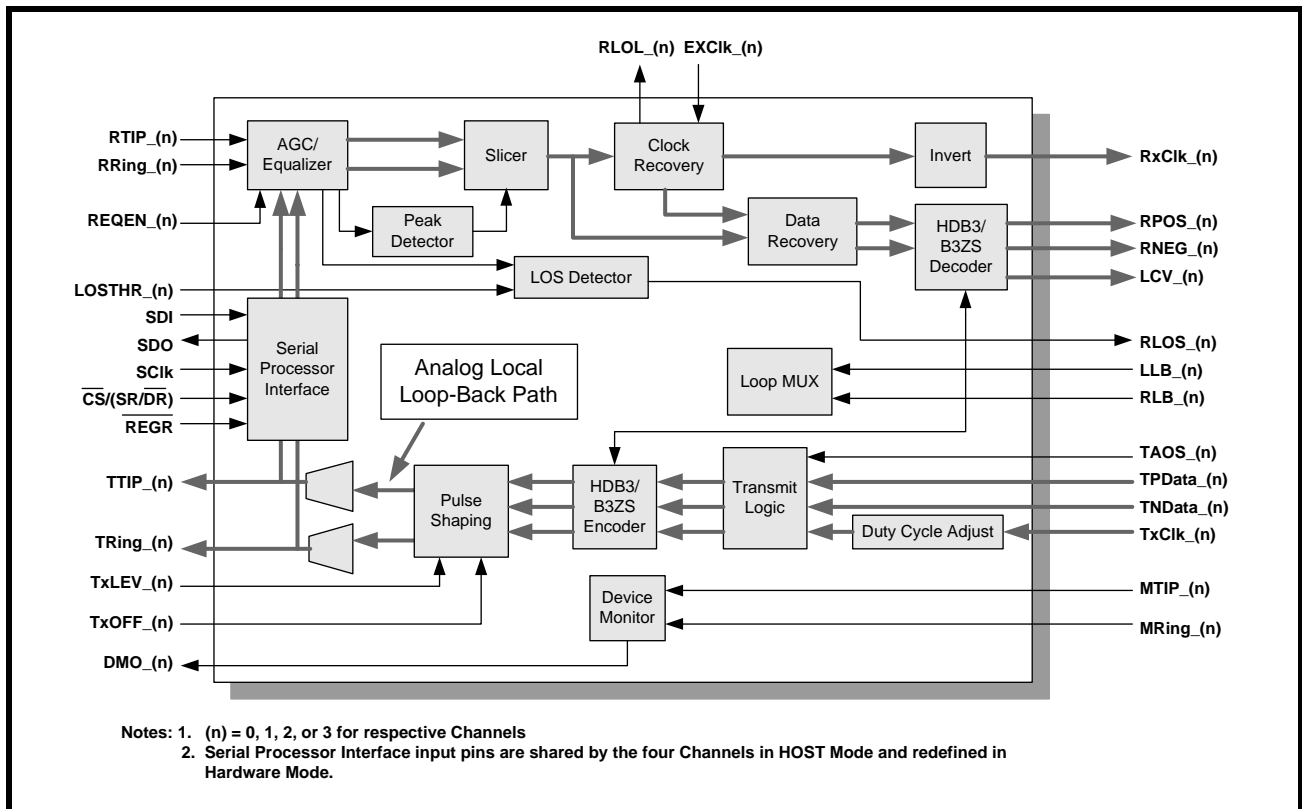 RLOL_(n) EXClk_(n)
RTIP_(n)
RRing_(n)
REQEN_(n)
LOSTHR_(n)
SDI
SDO
SClk
CS/(SR/DR)
REGR
TTIP_(n)
TRing_(n)
TxLEV_(n)
TxOFF_(n)
DMO_(n)
AGC/
Equalizer
Peak
Detector
Slicer
Clock
Recovery
Invert
Data
Recovery
HDB3/
B3ZS
Decoder
LOS Detector
Serial
Processor
Interface
Analog Local
Loop-Back Path
Loop MUX
Pulse
Shaping
HDB3/
B3ZS
Encoder
Transmit
Logic
Duty Cycle Adjust
Device
Monitor
RxClk_(n)
RPOS_(n)
RNEG_(n)
LCV_(n)
RLOS_(n)
LLB_(n)
RLB_(n)
TAOS_(n)
TPData_(n)
TNData_(n)
TxClk_(n)
MTIP_(n)
MRing_(n)
Notes: 1. (n) = 0, 1, 2, or 3 for respective Channels
2. Serial Processor Interface input pins are shared by the four Channels in HOST Mode and redefined in
Hardware Mode.